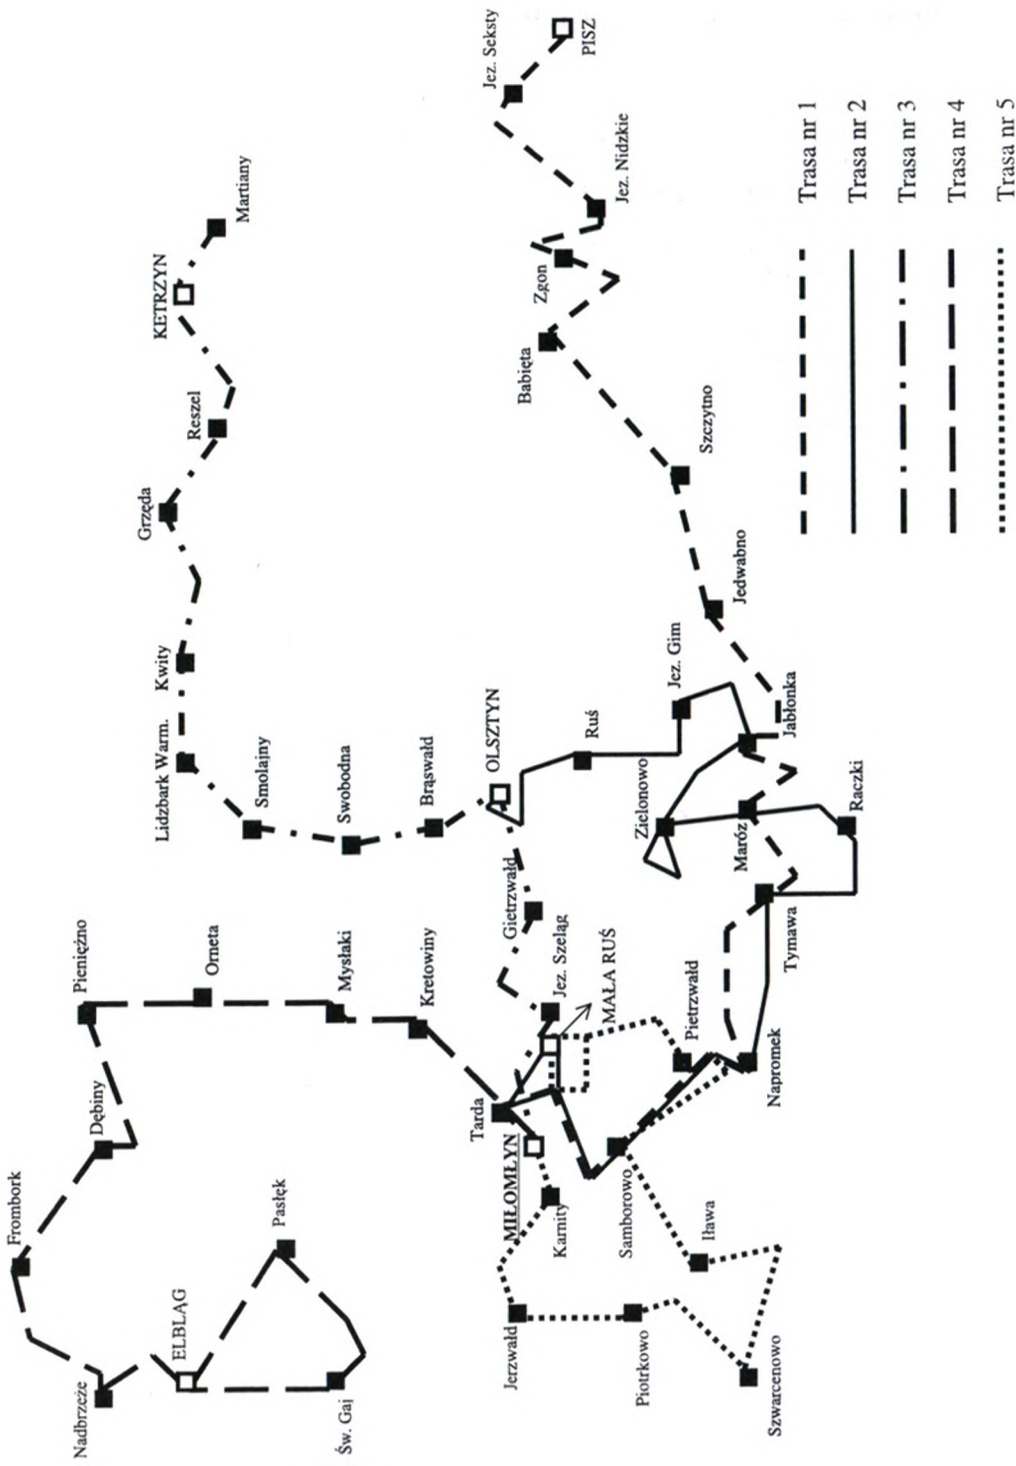 Frombork
Nadbrzeże
ELBLĄG
Św. Gaj
Pasłęk
Dębiny
Pieniężno
Orneta
Mysłaki
Kretowiny
Tarda
MIŁOMŁYN
Karnity
Jerzwałd
Piotrkowo
Szwarcenowo
Iława
Samborowo
Pietrzwałd
Napromek
MAŁA RUŚ
Jez. Szeląg
Gietrzwałd
OLSZTYN
Brąswałd
Swobodna
Smolajny
Lidzbark Warm.
Kwity
Grzęda
Reszel
KETRZYN
Martiany
Ruś
Jez. Gim
Zielonowo
Maróz
Tymawa
Raczki
Jabłonka
Jedwabno
Szczytno
Babięta
Zgon
Jez. Nidzkie
Jez. Seksty
PISZ
Trasa nr 1
Trasa nr 2
Trasa nr 3
Trasa nr 4
Trasa nr 5